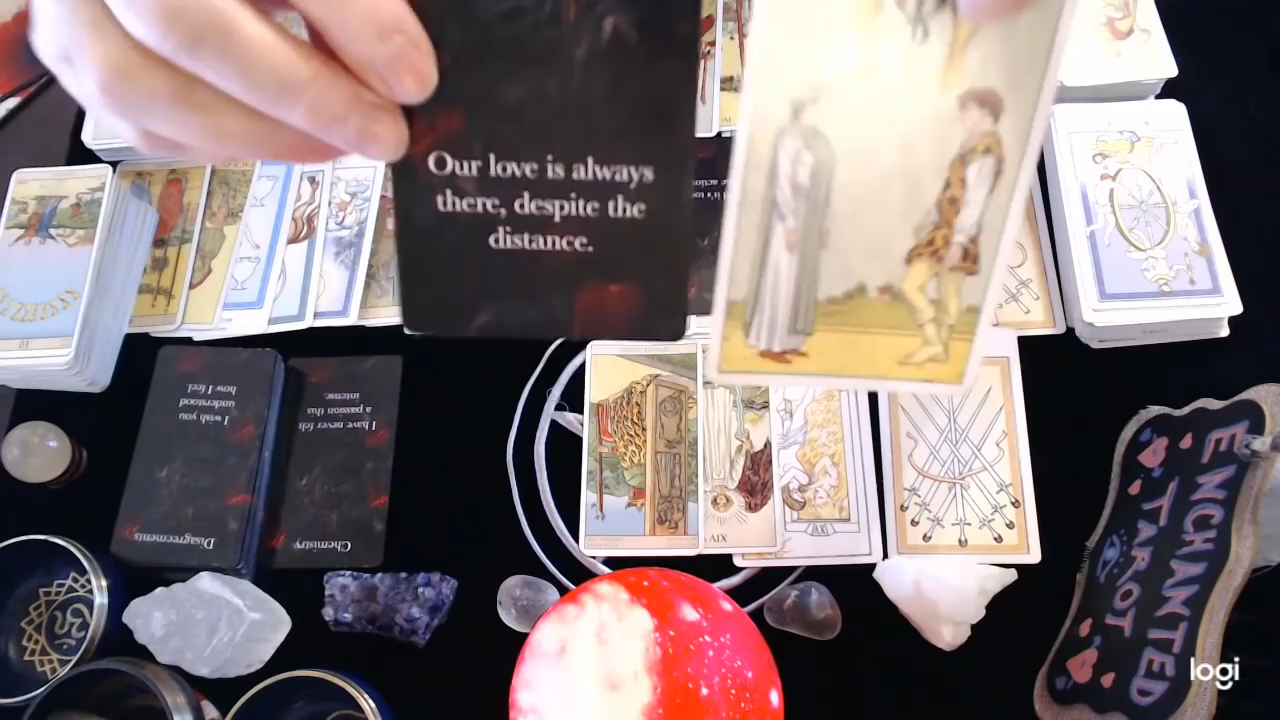 Our love is always
there, despite the
distance.
I wish you
understood
how I feel.
Disagreements
I have never felt
a passion this
intense.
Chemistry
XIV
ENCHANTED
TAROT
logi